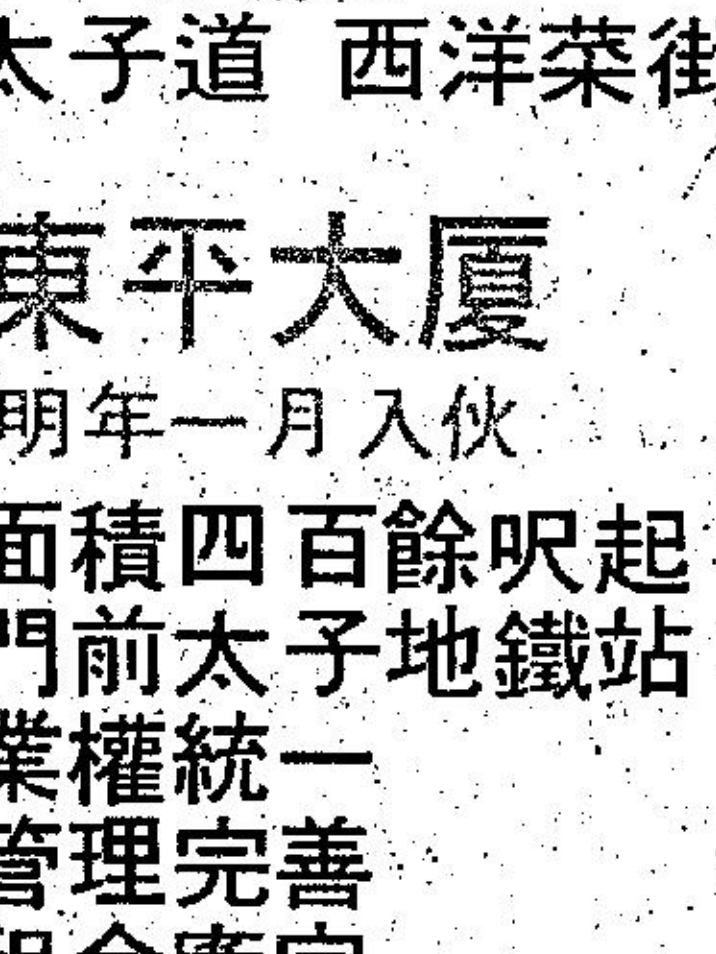 太子道 西洋菜街
東平大厦
明年一月入伙
面積四百餘呎起
門前太子地鐵站
業權統一
管理完善